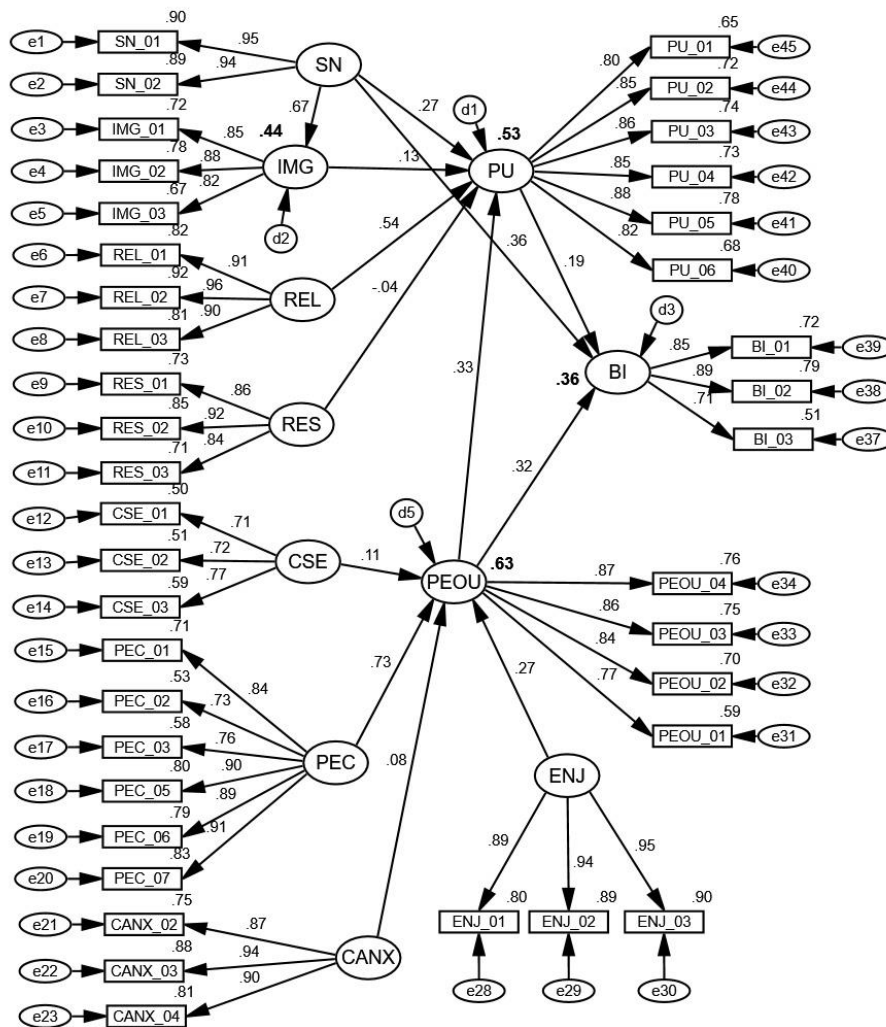 .90
e1 SN_01 .95
.89
e2 SN_02 .94 SN
.72
e3 IMG_01 .85 .67 .27 d1
.78 .44 .53
e4 IMG_02 .88 IMG .13 PU
.67
e5 IMG_03 .82 d2
.82
e6 REL_01 .91 .54 .36
.92
e7 REL_02 .96 REL -.04 .19
.81
e8 REL_03 .90 d3
.73
e9 RES_01 .86 .33 .36 BI
.85
e10 RES_02 .92 RES
.71
e11 RES_03 .84 .32
.50
e12 CSE_01 .71 d5
.51
e13 CSE_02 .72 CSE .11 PEOU .63
.59
e14 CSE_03 .77
.71
e15 PEC_01 .84 .73 .27
.53
e16 PEC_02 .73
.58
e17 PEC_03 .76 PEC .08 ENJ
.80
e18 PEC_05 .90
.79
e19 PEC_06 .89
.83
e20 PEC_07 .91
.75
e21 CANX_02 .87
.88
e22 CANX_03 .94 CANX
.81
e23 CANX_04 .90
.65
.80 PU_01 e45
.72
.85 PU_02 e44
.74
.86 PU_03 e43
.73
.85 PU_04 e42
.78
.88 PU_05 e41
.68
.82 PU_06 e40
.72
.85 BI_01 e39
.79
.89 BI_02 e38
.51
.71 BI_03 e37
.76
.87 PEOU_04 e34
.75
.86 PEOU_03 e33
.70
.84 PEOU_02 e32
.59
.77 PEOU_01 e31
.89 .94 .95
.80 .89 .90
ENJ_01 ENJ_02 ENJ_03
e28 e29 e30